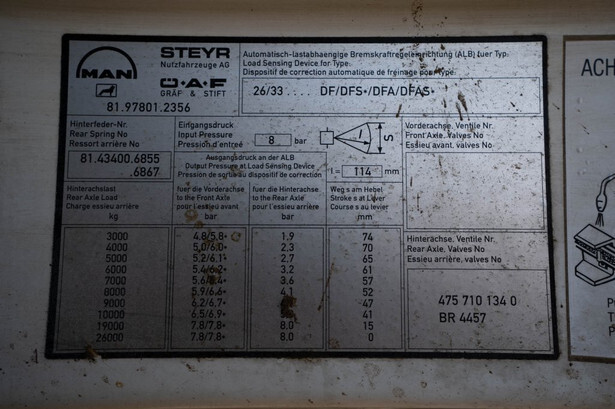 MAN
STEYR
Nutzfahrzeuge AG
ÖAF
GRÄF & STIFT
81.97801.2356
Automatisch-lastabhaengige Bremskraftregeleinrichtung (ALB) fuer Typ:
Load Sensing Device for Type:
Dispositif de correction automatique de freinage pour type:
26/33 .... DF/DFS*/DFA/DFAS*
Hinterfeder-Nr.
Rear Spring No
Ressort arrière No
81.43400.6855
.6867
Eingangsdruck
Input Pressure
Pression d'entrée
8 bar
l
S
Ausgangsdruck an der ALB
Output Pressure at Load Sensing Device
Pression de sortie au dispositif de correction
l = 114 mm
Vorderachse, Ventile Nr.
Front Axle, Valves No
Essieu avant, valves No
Hinterachslast
Rear Axle Load
Charge essieu arrière
kg
fuer die Vorderachse
to the Front Axle
pour l'essieu avant
bar
fuer die Hinterachse
to the Rear Axle
pour l'essieu arrière
bar
Weg s am Hebel
Stroke s at Lever
Course s au levier
mm
3000 4.8/5.8* 1.9 74
4000 5.0/6.0* 2.3 70
5000 5.2/6.1* 2.7 65
6000 5.4/6.2* 3.2 61
7000 5.6/6.4* 3.6 57
8000 5.9/6.6* 4.1 52
9000 6.2/6.7* 47
10000 6.5/6.9* 41
19000 7.8/7.8* 8.0 15
26000 7.8/7.8* 8.0 0
Hinterachse, Ventile Nr.
Rear Axle, Valves No
Essieu arrière, valves No
475 710 134 0
BR 4457
ACH
P
T
P